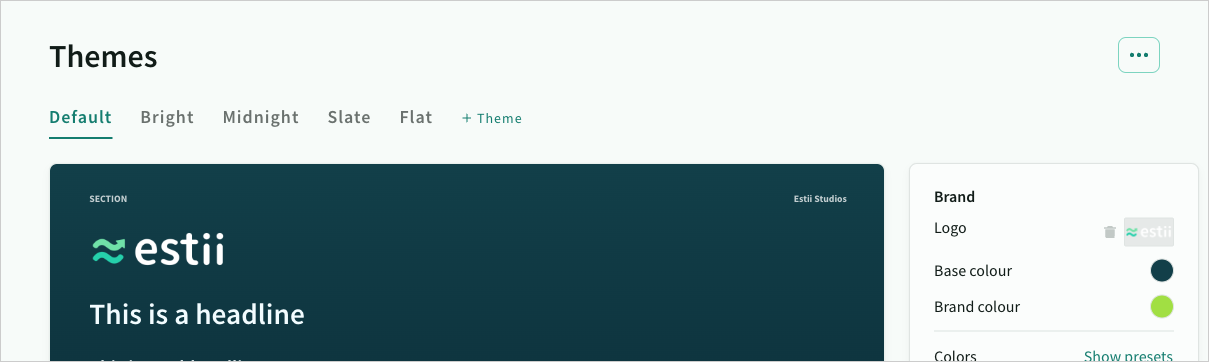 Themes
Default Bright Midnight Slate Flat + Theme
SECTION Estii Studios
estii
This is a headline
Brand
Logo estii
Base colour
Brand colour
Colors Show presets